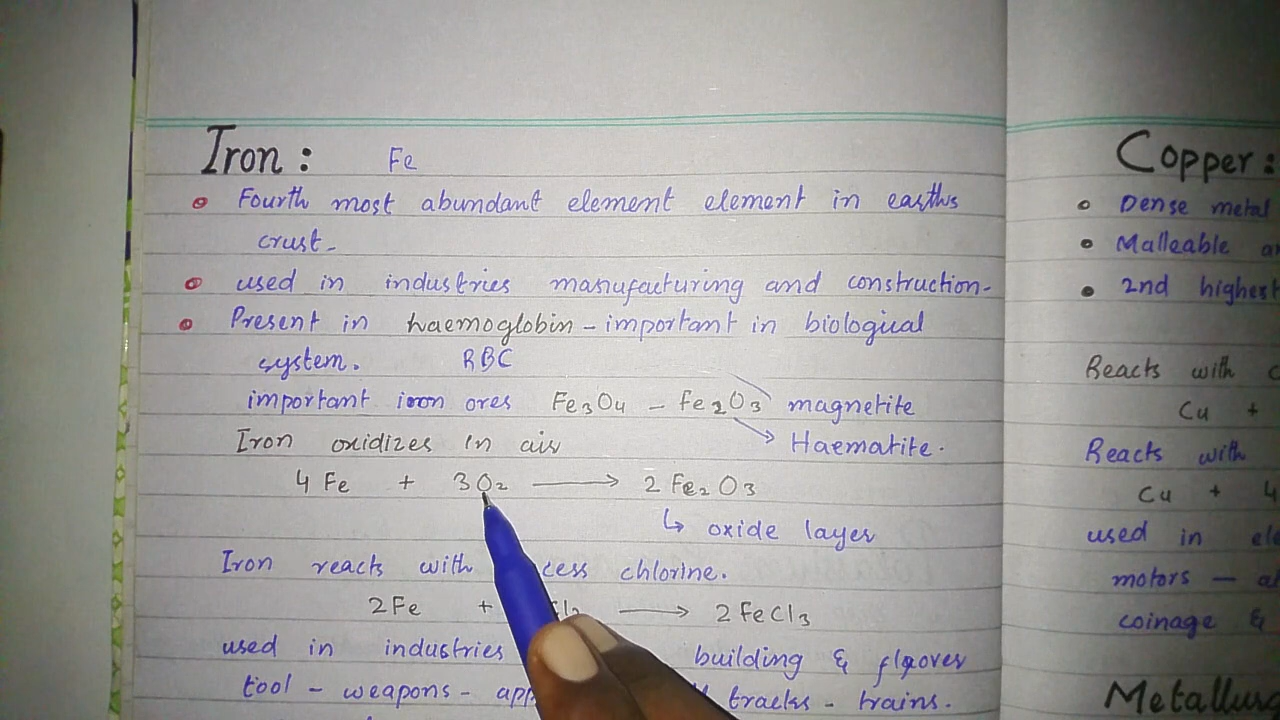 Iron: Fe
Fourth most abundant element element in earths
crust-
used in industries manufacturing and construction-
Present in haemoglobin - important in biological
system. RBC
important iron ores Fe3O4 - Fe2O3 magnetite
Haematite.
Iron oxidizes in air
4 Fe + 3O2 → 2 Fe2O3
↳ oxide layer
Iron reacts with cess chlorine.
2Fe + → 2FeCl3
used in industries building &
tool - weapons - tracks - trains.
Copper:
Dense metal
Malleable
2nd highest
Reacts with
Cu +
Reacts with
Cu + 4
used in ele
motors -
coinage &
Metallurg